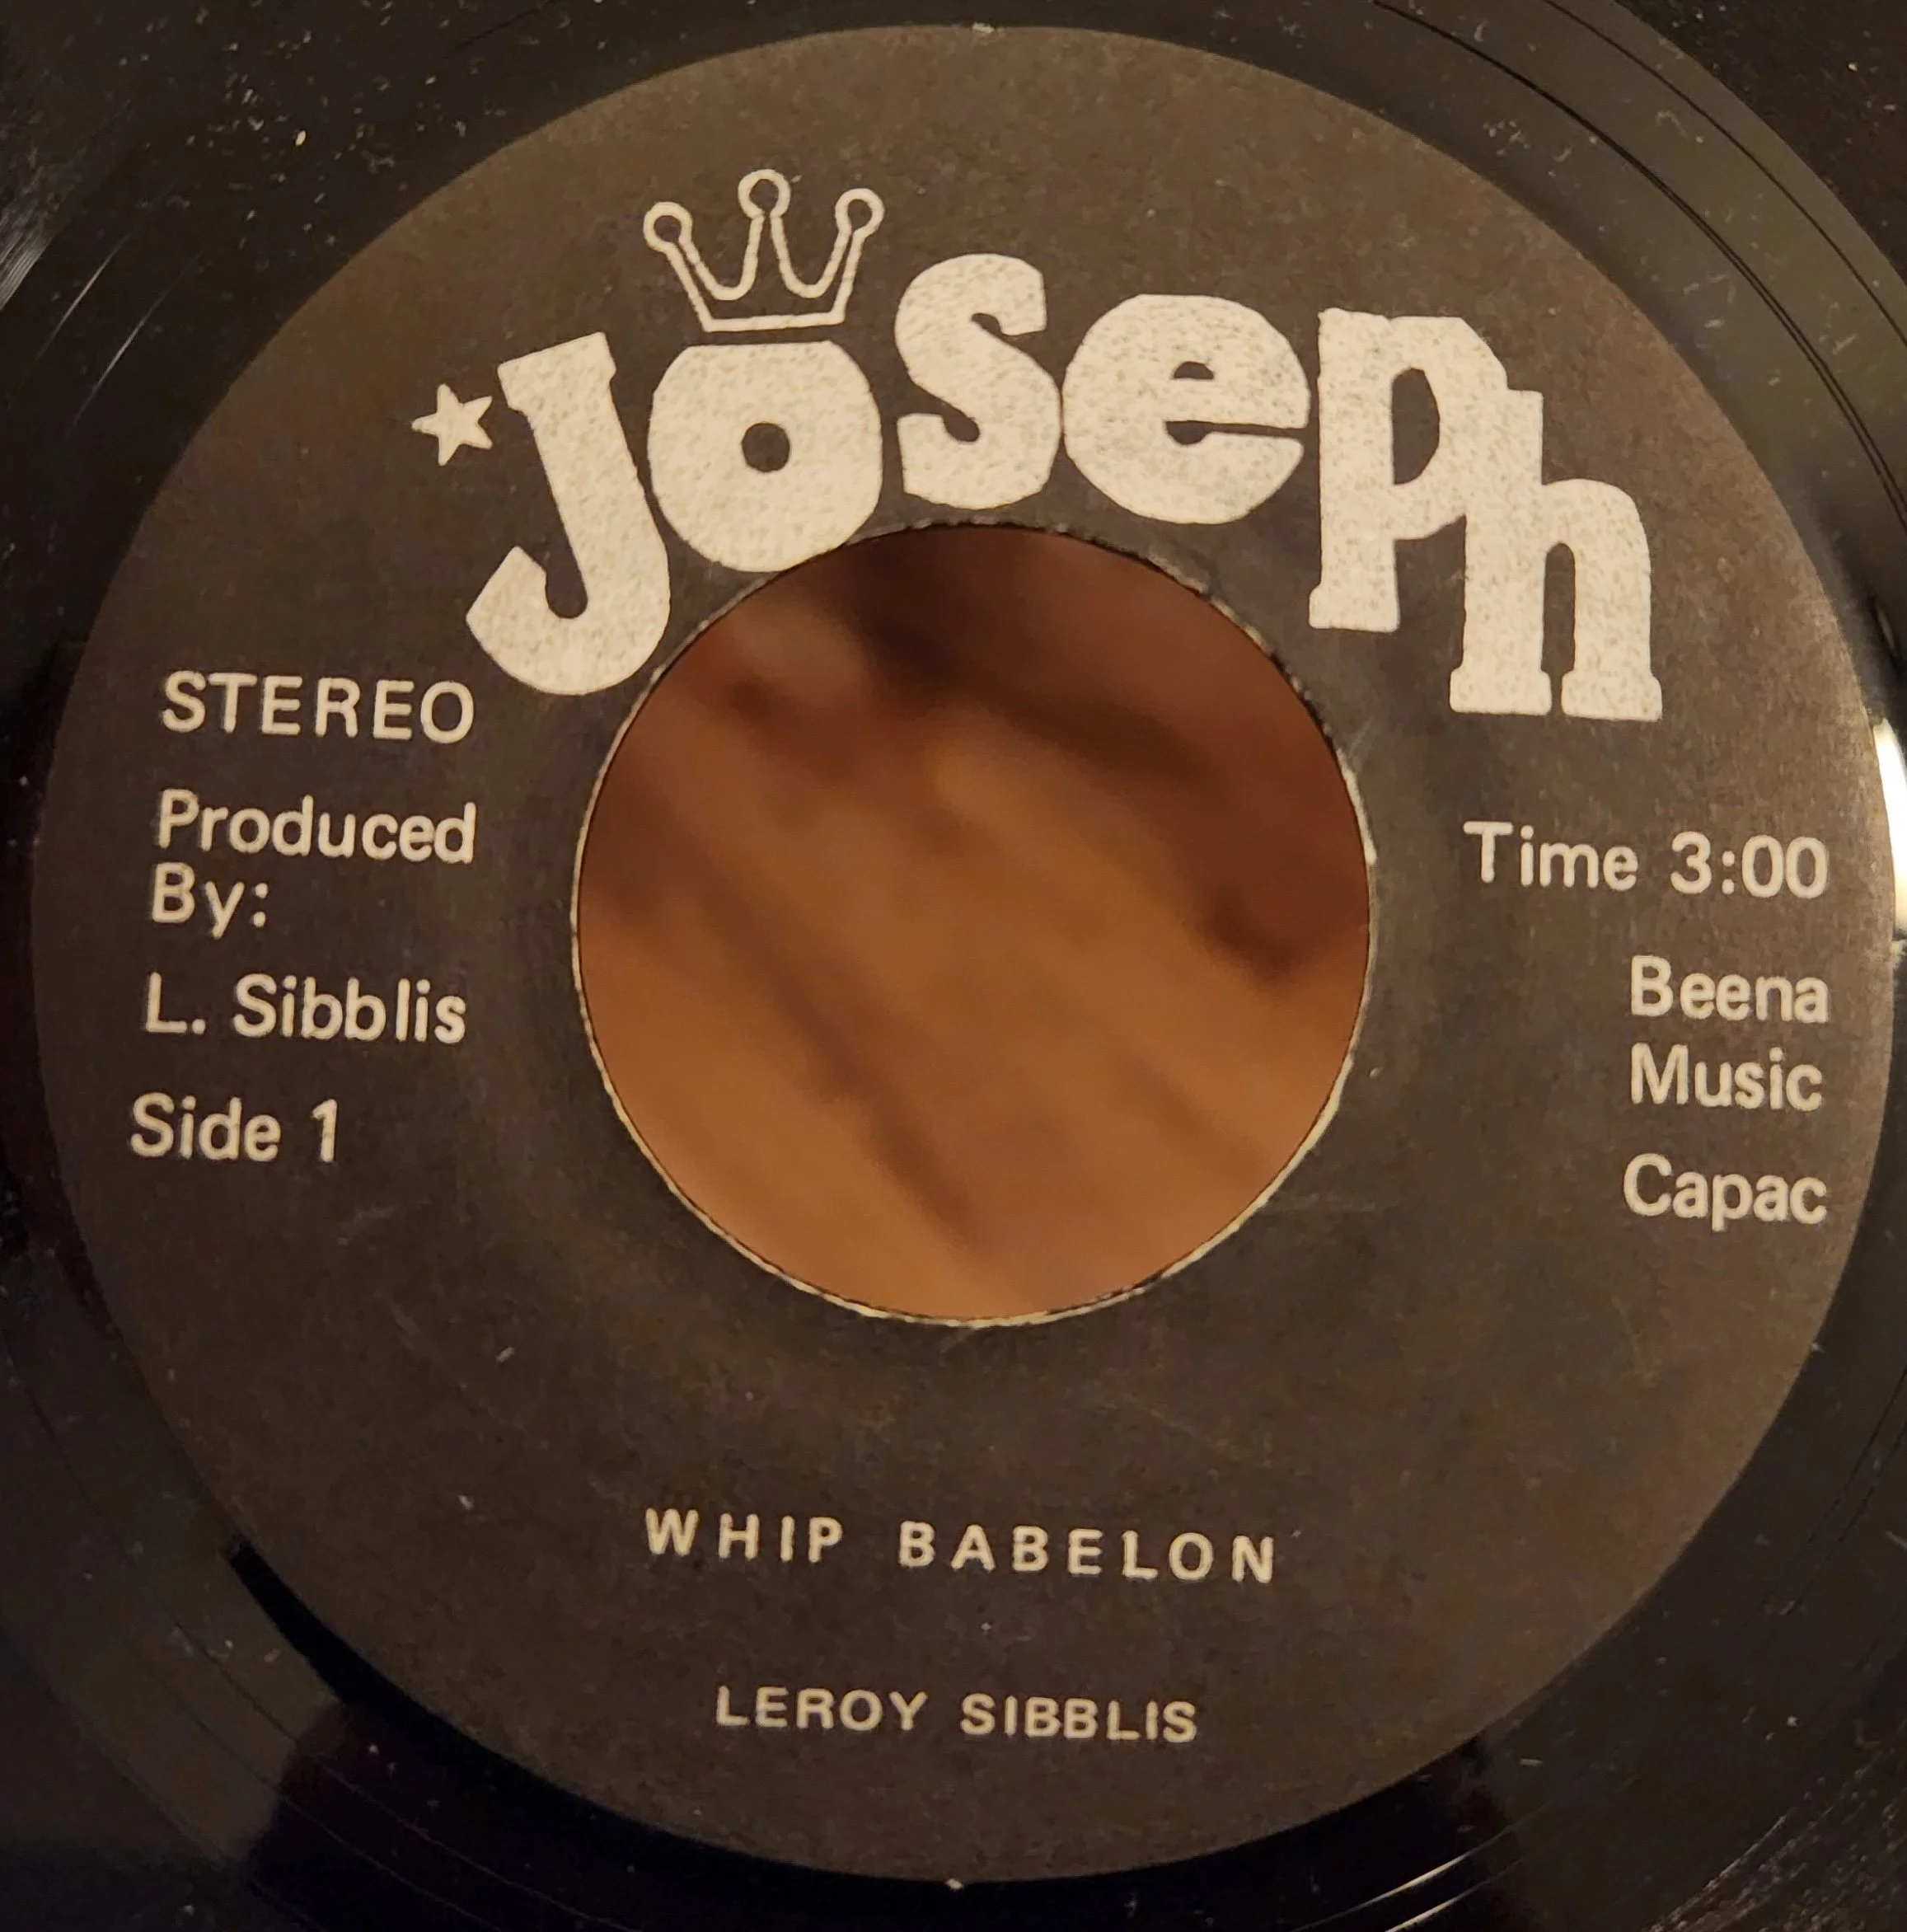 Joseph
STEREO
Produced
By:
L. Sibblis
Side 1
Time 3:00
Beena
Music
Capac
WHIP BABELON
LEROY SIBBLIS